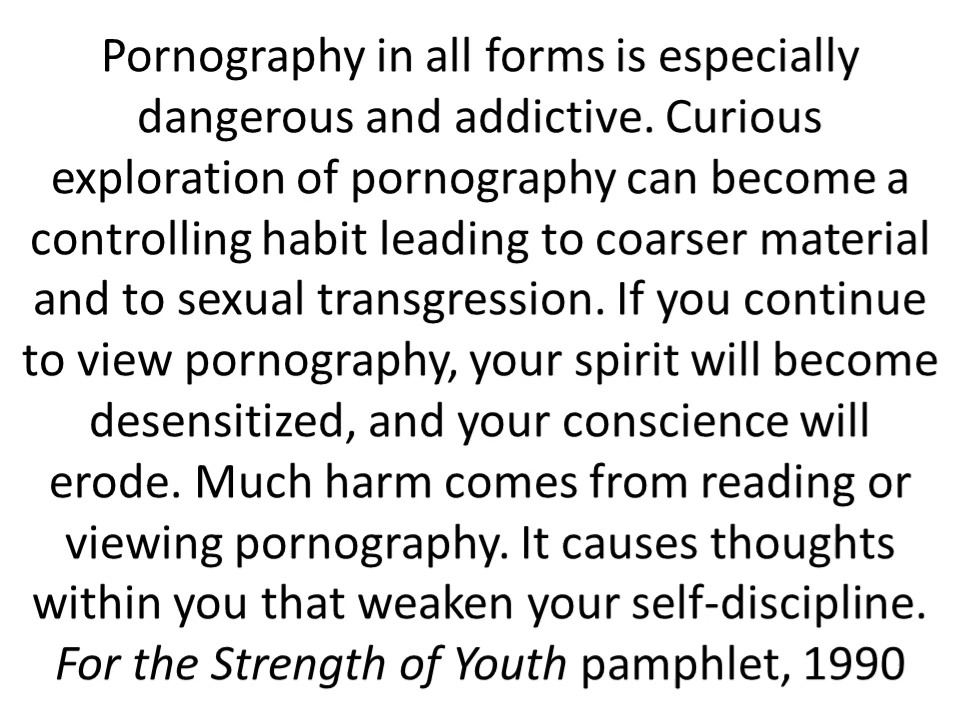 Pornography in all forms is especially
dangerous and addictive. Curious
exploration of pornography can become a
controlling habit leading to coarser material
and to sexual transgression. If you continue
to view pornography, your spirit will become
desensitized, and your conscience will
erode. Much harm comes from reading or
viewing pornography. It causes thoughts
within you that weaken your self-discipline.
For the Strength of Youth pamphlet, 1990